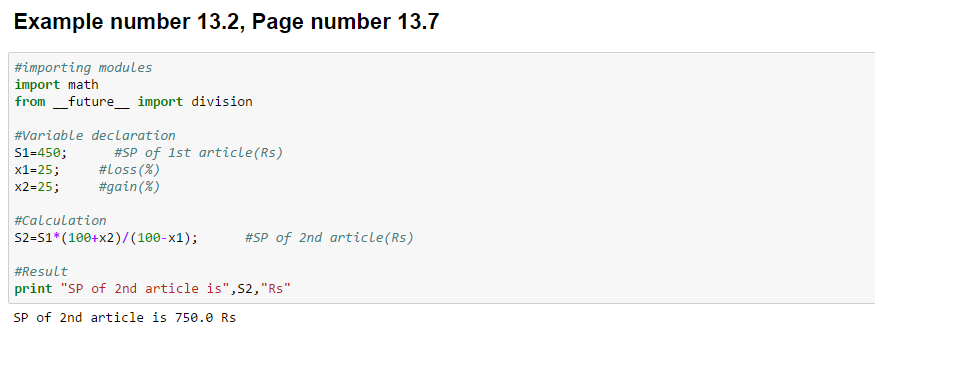 Example number 13.2, Page number 13.7
#importing modules
import math
from __future__ import division
#Variable declaration
S1=450;      #SP of 1st article(Rs)
x1=25;     #loss(%)
x2=25;     #gain(%)
#Calculation
S2=S1*(100+x2)/(100-x1);      #SP of 2nd article(Rs)
#Result
print "SP of 2nd article is",S2,"Rs"
SP of 2nd article is 750.0 Rs